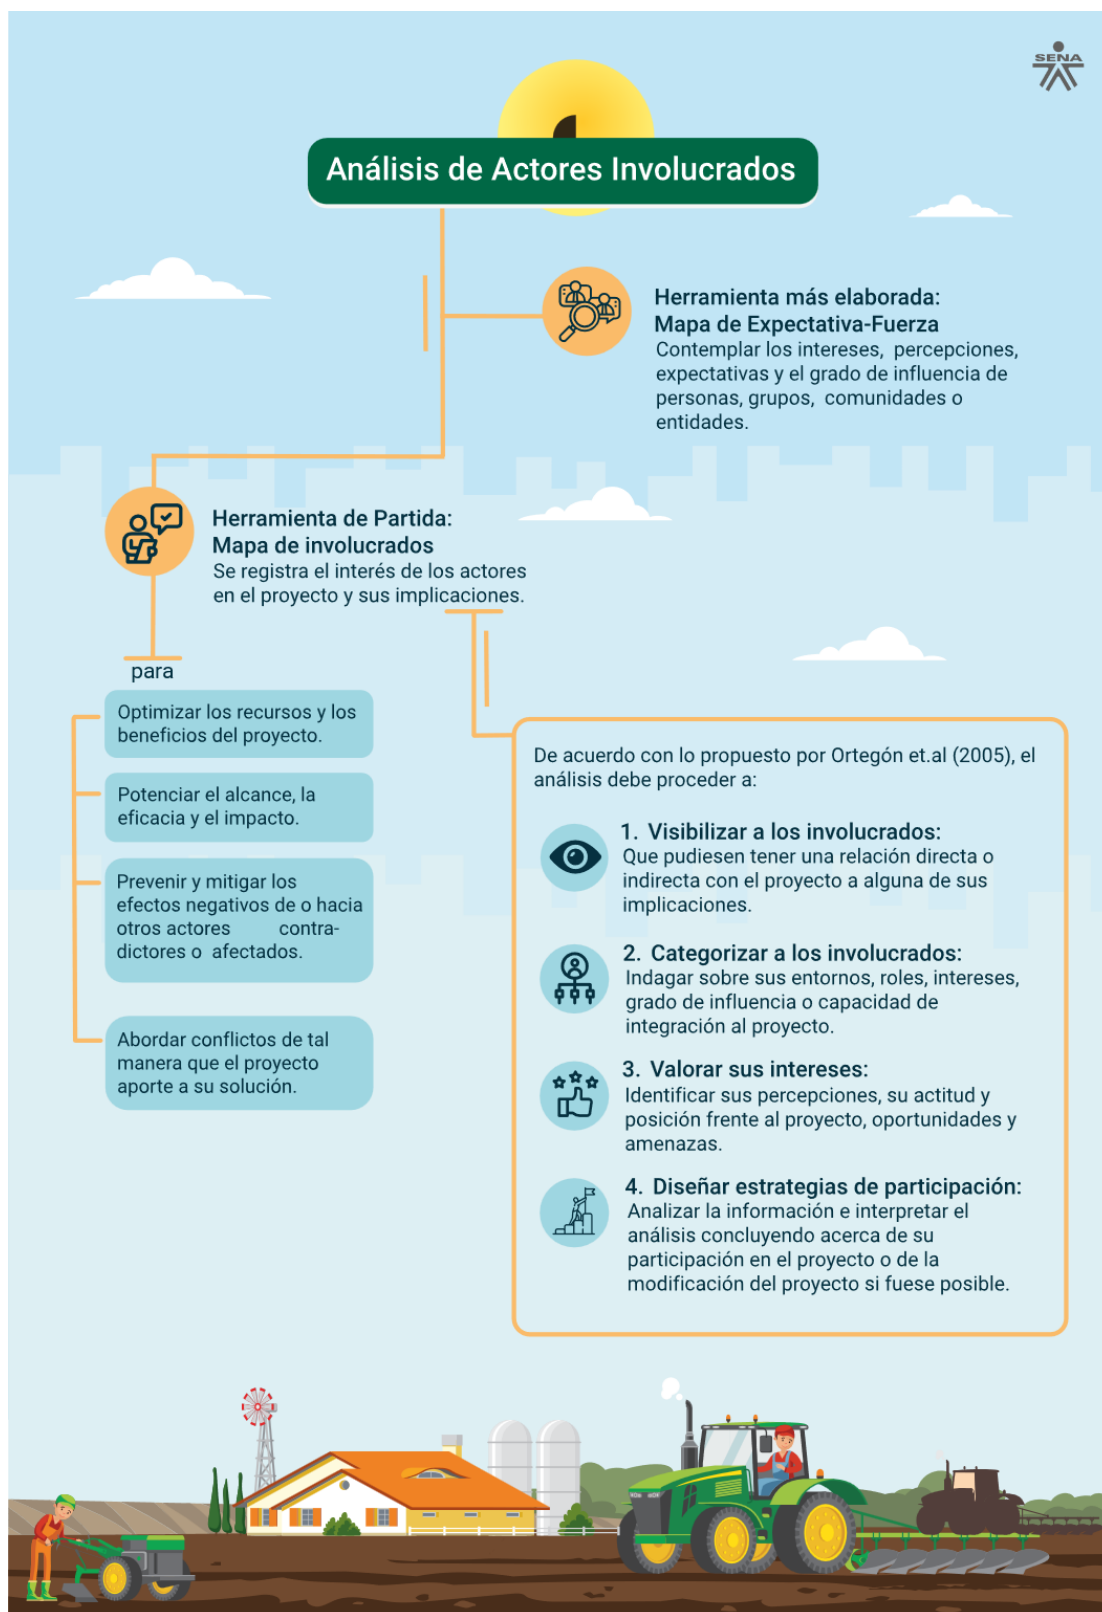 SENA
Análisis de Actores Involucrados
Herramienta más elaborada:
Mapa de Expectativa-Fuerza
Contemplar los intereses, percepciones,
expectativas y el grado de influencia de
personas, grupos, comunidades o
entidades.
Herramienta de Partida:
Mapa de involucrados
Se registra el interés de los actores
en el proyecto y sus implicaciones.
para
Optimizar los recursos y los
beneficios del proyecto.
Potenciar el alcance, la
eficacia y el impacto.
Prevenir y mitigar los
efectos negativos de o hacia
otros actores contra-
dictores o afectados.
Abordar conflictos de tal
manera que el proyecto
aporte a su solución.
De acuerdo con lo propuesto por Ortegón et.al (2005), el
análisis debe proceder a:
1. Visibilizar a los involucrados:
Que pudiesen tener una relación directa o
indirecta con el proyecto a alguna de sus
implicaciones.
2. Categorizar a los involucrados:
Indagar sobre sus entornos, roles, intereses,
grado de influencia o capacidad de
integración al proyecto.
3. Valorar sus intereses:
Identificar sus percepciones, su actitud y
posición frente al proyecto, oportunidades y
amenazas.
4. Diseñar estrategias de participación:
Analizar la información e interpretar el
análisis concluyendo acerca de su
participación en el proyecto o de la
modificación del proyecto si fuese posible.